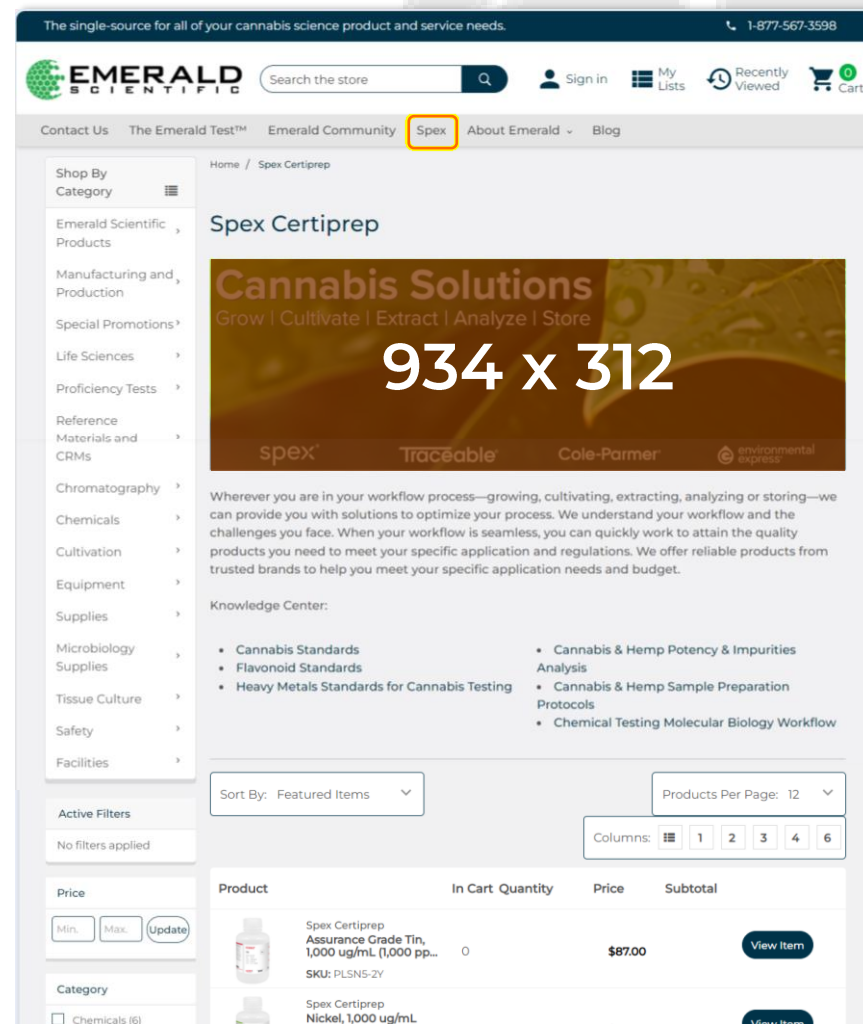 The single-source for all of your cannabis science product and service needs.
1-877-567-3598
EMERALD
SCIENTIFIC
Search the store
Sign in
My
Lists
Recently
Viewed
0
Cart
Contact Us The Emerald Test™ Emerald Community Spex About Emerald Blog
Home / Spex Certiprep
Shop By
Category
Emerald Scientific
Products
Manufacturing and
Production
Special Promotions
Life Sciences
Proficiency Tests
Reference
Materials and
CRMs
Chromatography
Chemicals
Cultivation
Equipment
Supplies
Microbiology
Supplies
Tissue Culture
Safety
Facilities
Active Filters
No filters applied
Price
Min. Max. Update
Category
Chemicals (6)
Spex Certiprep
Cannabis Solutions
Grow | Cultivate | Extract | Analyze | Store
934 x 312
spex Traceable Cole-Parmer environmental
express
Wherever you are in your workflow process—growing, cultivating, extracting, analyzing or storing—we
can provide you with solutions to optimize your process. We understand your workflow and the
challenges you face. When your workflow is seamless, you can quickly work to attain the quality
products you need to meet your specific application and regulations. We offer reliable products from
trusted brands to help you meet your specific application needs and budget.
Knowledge Center:
• Cannabis Standards
• Flavonoid Standards
• Heavy Metals Standards for Cannabis Testing
• Cannabis & Hemp Potency & Impurities
Analysis
• Cannabis & Hemp Sample Preparation
Protocols
• Chemical Testing Molecular Biology Workflow
Sort By: Featured Items
Products Per Page: 12
Columns: 1 2 3 4 6
Product In Cart Quantity Price Subtotal
Spex Certiprep
Assurance Grade Tin,
1,000 ug/mL (1,000 pp...
SKU: PLSN5-2Y
0
$87.00
View Item
Spex Certiprep
Nickel, 1,000 ug/mL
View Item